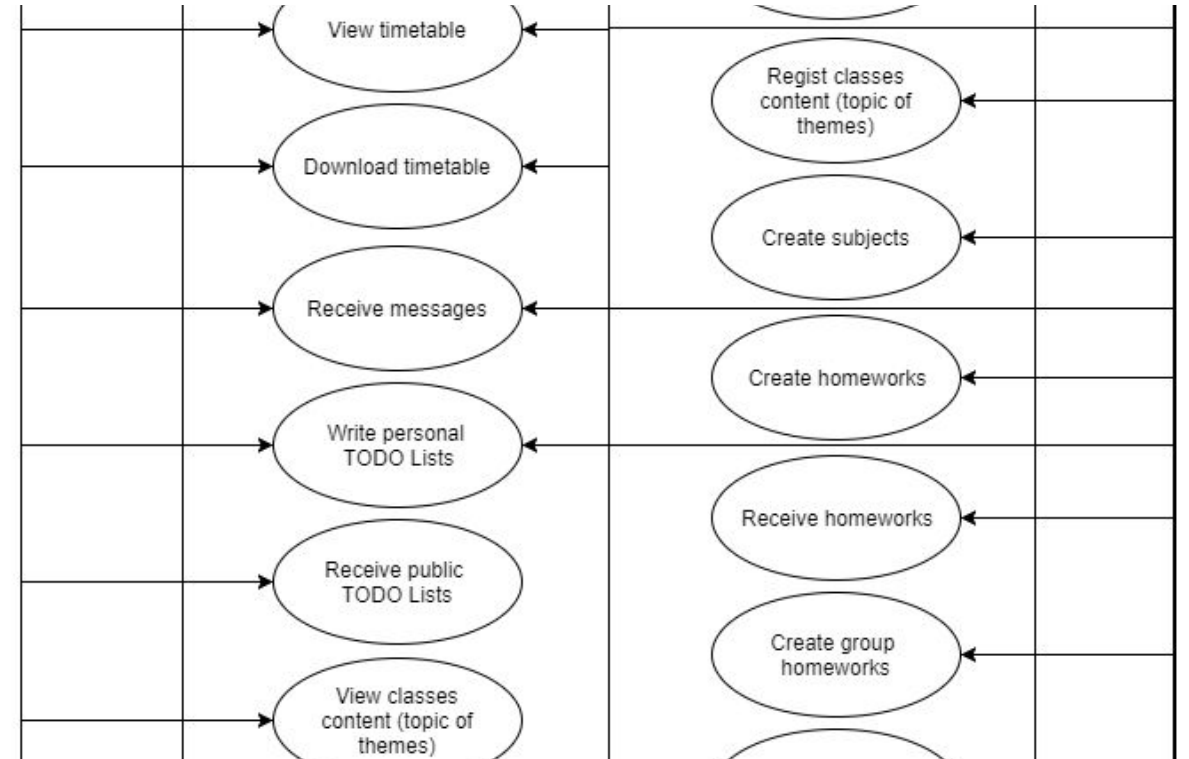 View timetable
Download timetable
Receive messages
Write personal
TODO Lists
Receive public
TODO Lists
View classes
content (topic of
themes)
Regist classes
content (topic of
themes)
Create subjects
Create homeworks
Receive homeworks
Create group
homeworks